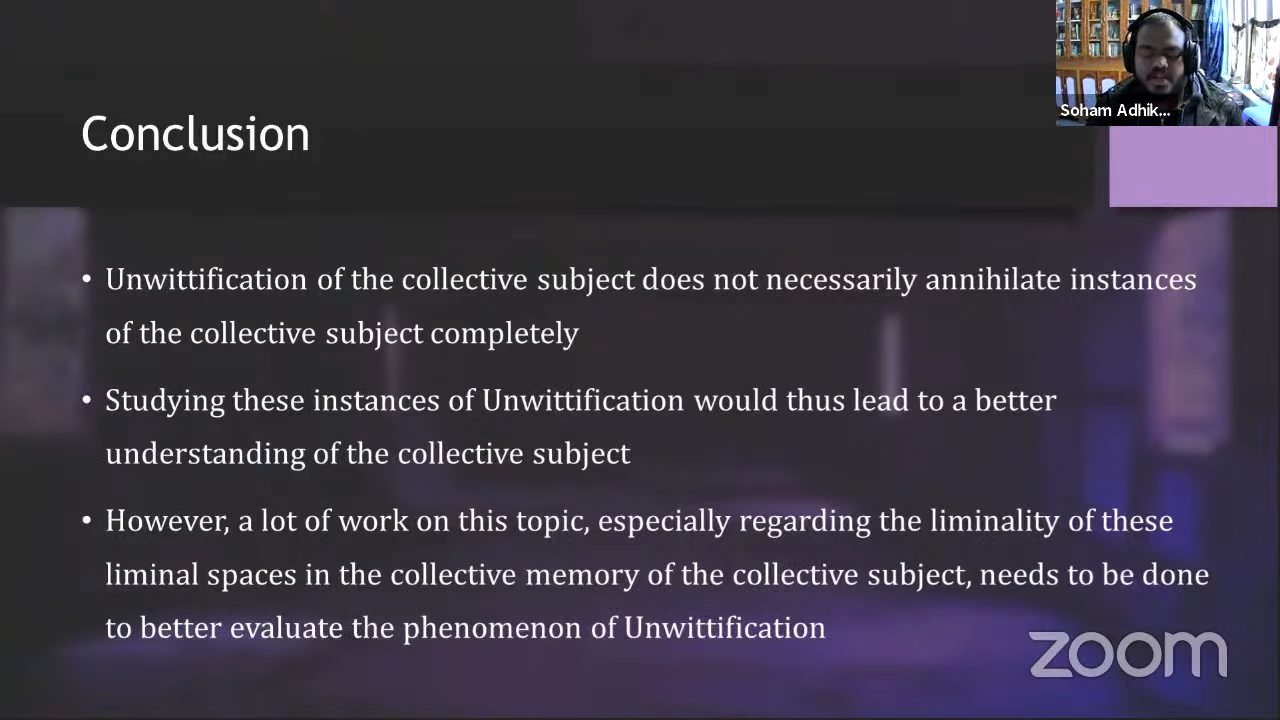 Soham Adhik...
Conclusion
• Unwittification of the collective subject does not necessarily annihilate instances
of the collective subject completely
• Studying these instances of Unwittification would thus lead to a better
understanding of the collective subject
• However, a lot of work on this topic, especially regarding the liminality of these
liminal spaces in the collective memory of the collective subject, needs to be done
to better evaluate the phenomenon of Unwittification
zoom